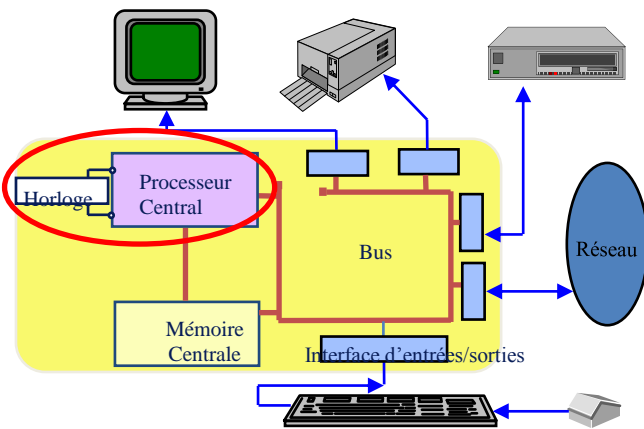 Horloge
Processeur
Central
Bus
Réseau
Mémoire
Centrale
Interface d'entrées/sorties